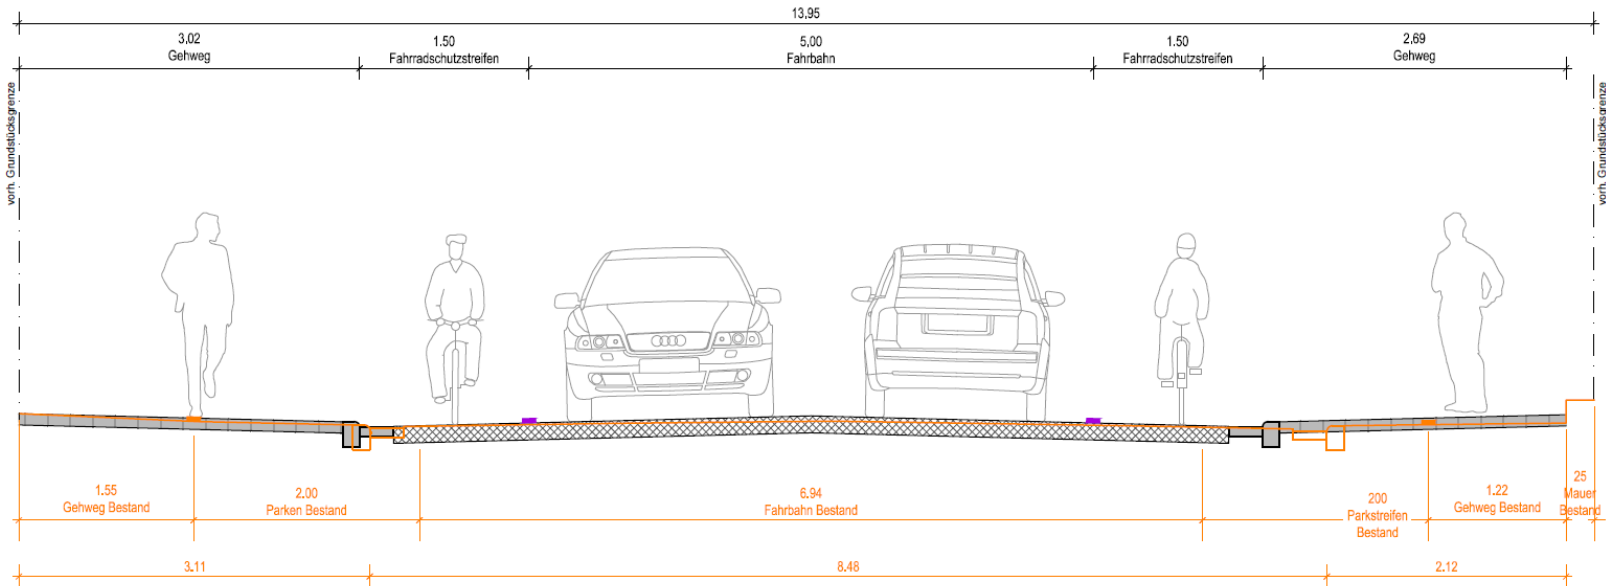 13.95
3.02
Gehweg
1.50
Fahrradschutzstreifen
5.00
Fahrbahn
1.50
Fahrradschutzstreifen
2.69
Gehweg
vorh. Grundstücksgrenze
vorh. Grundstücksgrenze
1.55
Gehweg Bestand
2.00
Parken Bestand
6.94
Fahrbahn Bestand
200
Parkstreifen
Bestand
1.22
Gehweg Bestand
25
Mauer
Bestand
3.11
8.48
2.12